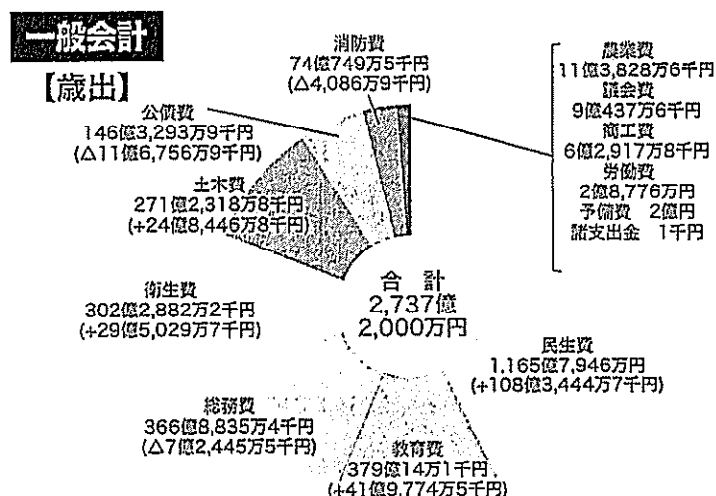 一般会計
【歳出】
消防費
74億749万5千円
(△4,086万9千円)
公債費
146億3,293万9千円
(△11億6,756万9千円)
土木費
271億2,318万8千円
(+24億8,446万8千円)
衛生費
302億2,882万2千円
(+29億5,029万7千円)
総務費
366億8,835万4千円
(△7億2,445万5千円)
教育費
379億14万1千円
(+41億9,774万5千円)
民生費
1,165億7,946万円
(+108億3,444万7千円)
合 計
2,737億
2,000万円
農業費
11億3,828万6千円
議会費
9億437万6千円
商工費
6億2,917万8千円
労働費
2億8,776万円
予備費 2億円
諸支出金 1千円